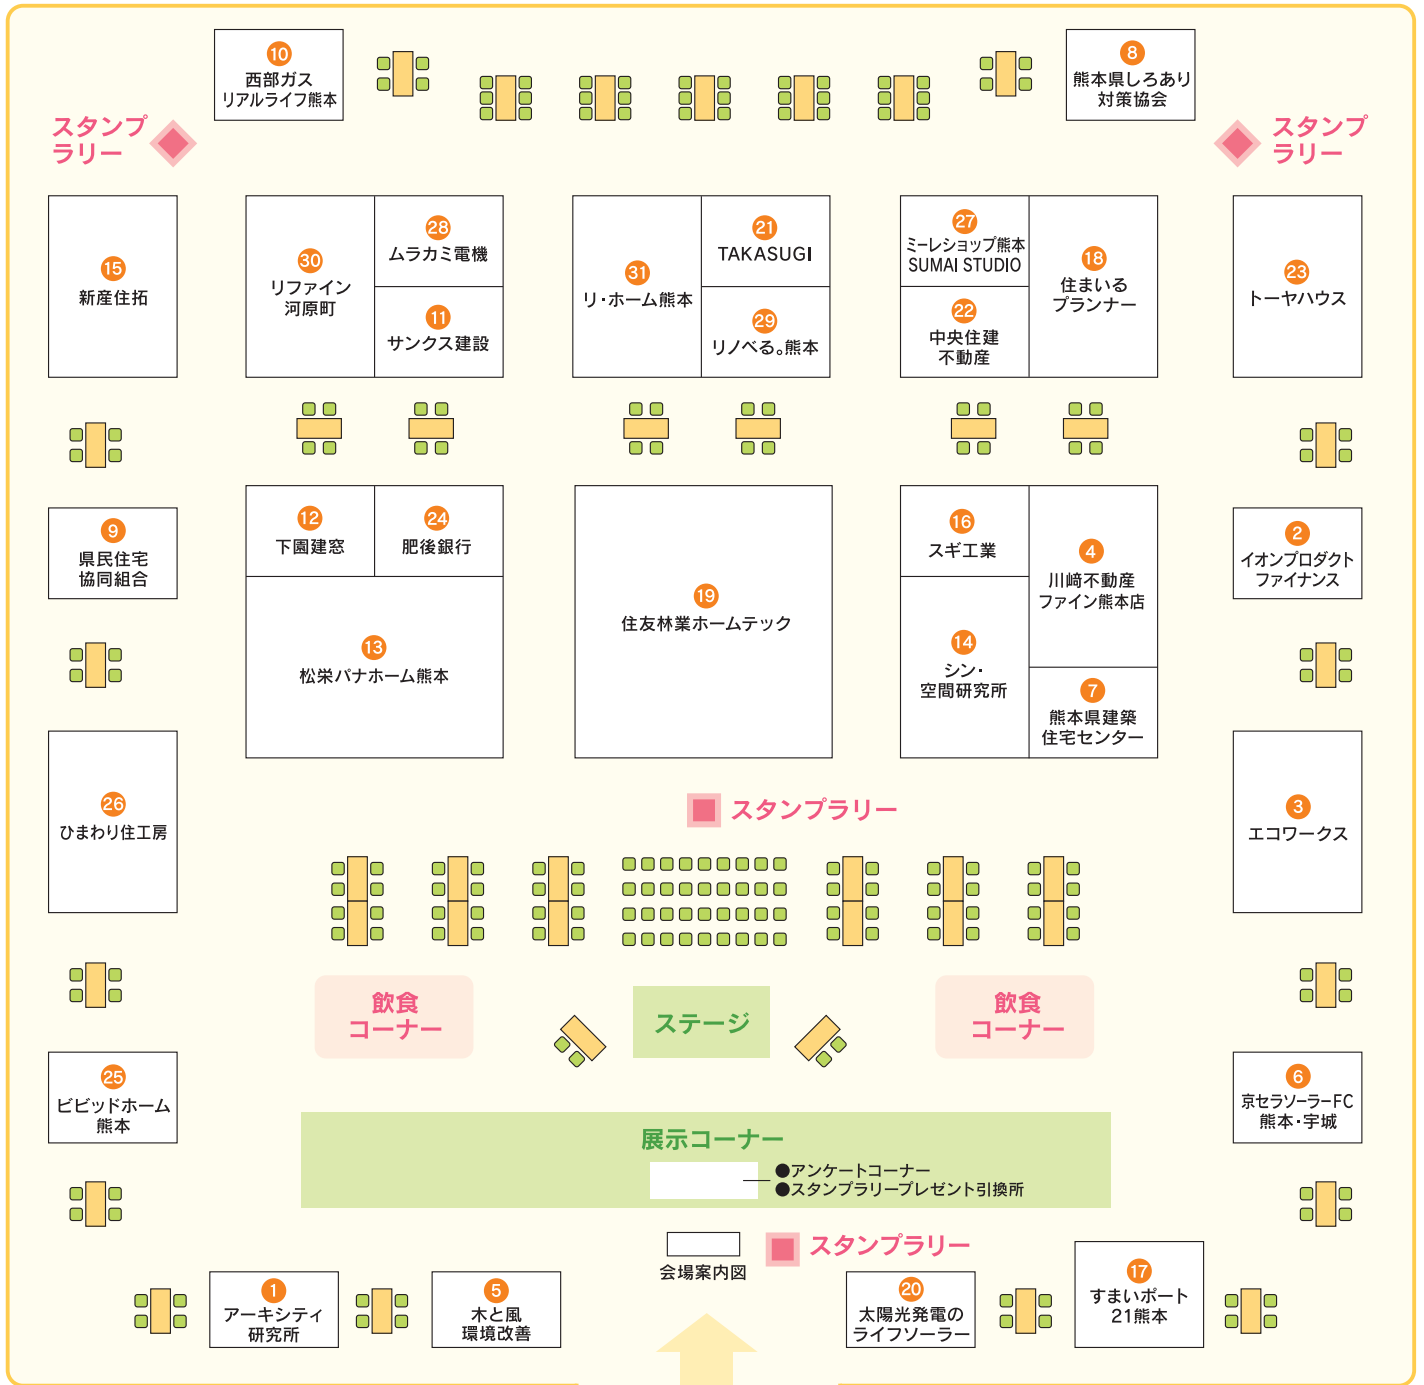 10
西部ガス
リアルライフ熊本
8
熊本県しろあり
対策協会
スタンプ
ラリー
スタンプ
ラリー
15
新産住拓
30
リファイン
河原町
28
ムラカミ電機
11
サンクス建設
31
リ・ホーム熊本
21
TAKASUGI
29
リノベる。熊本
27
ミーレショップ熊本
SUMAI STUDIO
22
中央住建
不動産
18
住まいる
プランナー
23
トーヤハウス
9
県民住宅
協同組合
12
下園建窓
24
肥後銀行
13
松栄パナホーム熊本
19
住友林業ホームテック
16
スギ工業
14
シン・
空間研究所
4
川﨑不動産
ファイン熊本店
7
熊本県建築
住宅センター
2
イオンプロダクト
ファイナンス
26
ひまわり住工房
3
エコワークス
スタンプラリー
飲食
コーナー
ステージ
飲食
コーナー
25
ビビッドホーム
熊本
6
京セラソーラーFC
熊本・宇城
展示コーナー
●アンケートコーナー
●スタンプラリープレゼント引換所
会場案内図
スタンプラリー
1
アーキシティ
研究所
5
木と風
環境改善
20
太陽光発電の
ライフソーラー
17
すまいポート
21熊本